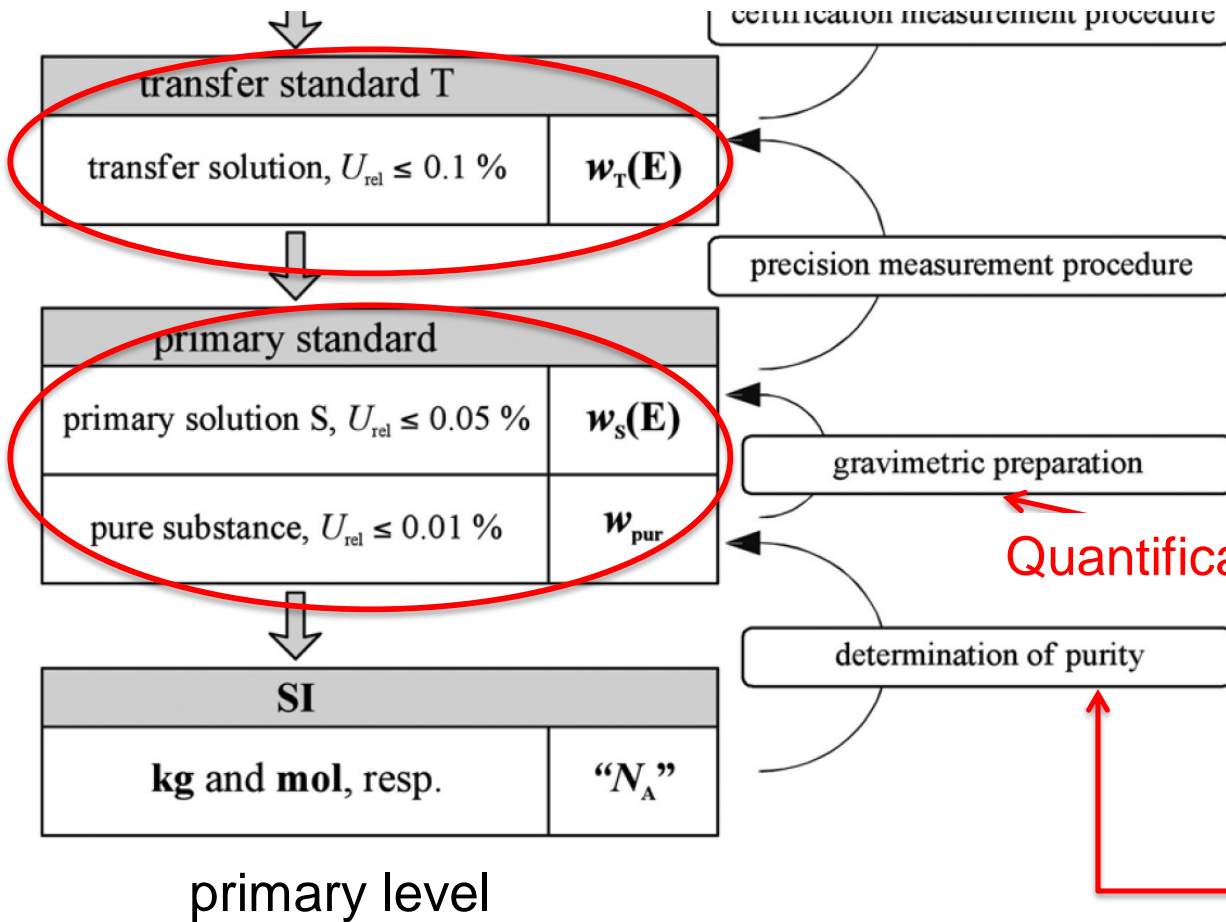 certification measurement procedure
transfer standard T
transfer solution, U_rel ≤ 0.1 % w_T(E)
precision measurement procedure
primary standard
primary solution S, U_rel ≤ 0.05 % w_S(E)
gravimetric preparation
pure substance, U_rel ≤ 0.01 % w_pur
Quantifica
determination of purity
SI
kg and mol, resp. “N_A”
primary level